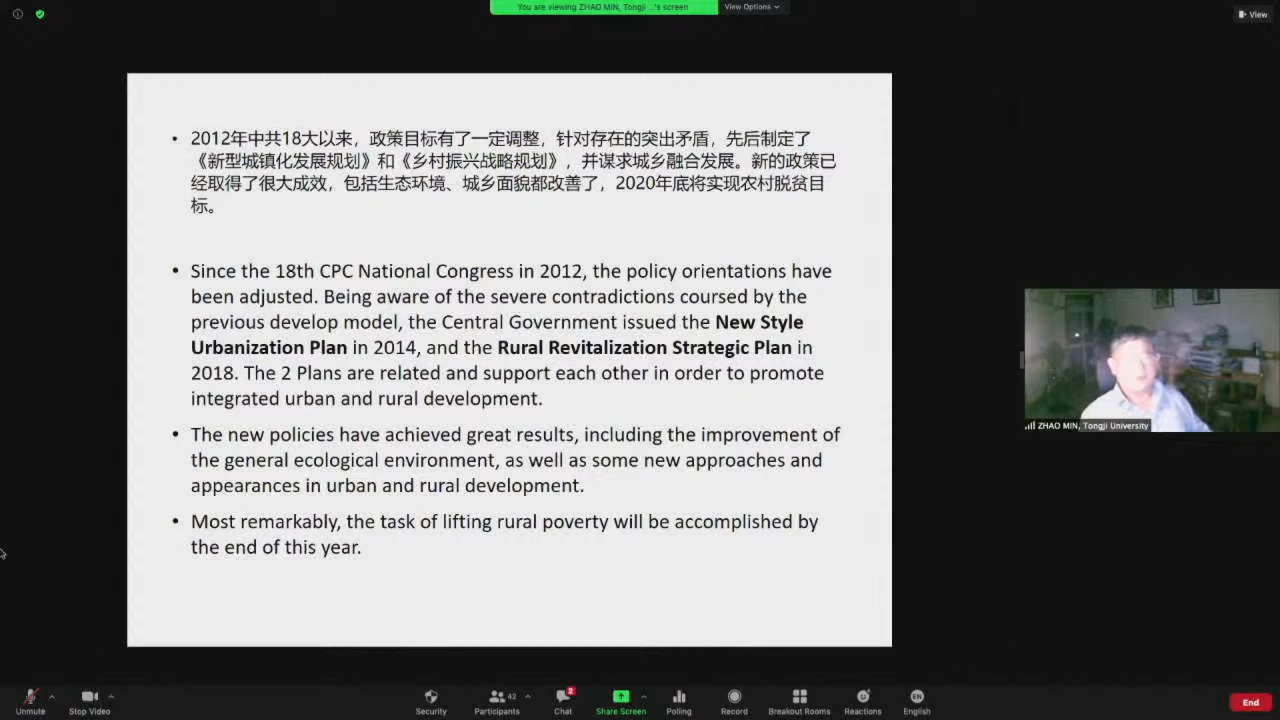 You are viewing ZHAO MIN, Tongji ...'s screen
View Options
View
• 2012年中共18大以来，政策目标有了一定调整，针对存在的突出矛盾，先后制定了
《新型城镇化发展规划》和《乡村振兴战略规划》，并谋求城乡融合发展。新的政策已
经取得了很大成效，包括生态环境、城乡面貌都改善了，2020年底将实现农村脱贫目
标。
• Since the 18th CPC National Congress in 2012, the policy orientations have
been adjusted. Being aware of the severe contradictions coursed by the
previous develop model, the Central Government issued the New Style
Urbanization Plan in 2014, and the Rural Revitalization Strategic Plan in
2018. The 2 Plans are related and support each other in order to promote
integrated urban and rural development.
• The new policies have achieved great results, including the improvement of
the general ecological environment, as well as some new approaches and
appearances in urban and rural development.
• Most remarkably, the task of lifting rural poverty will be accomplished by
the end of this year.
ZHAO MIN, Tongji University
Unmute
Stop Video
Security
Participants
42
Chat
2
Share Screen
Polling
Record
Breakout Rooms
Reactions
EN
English
End